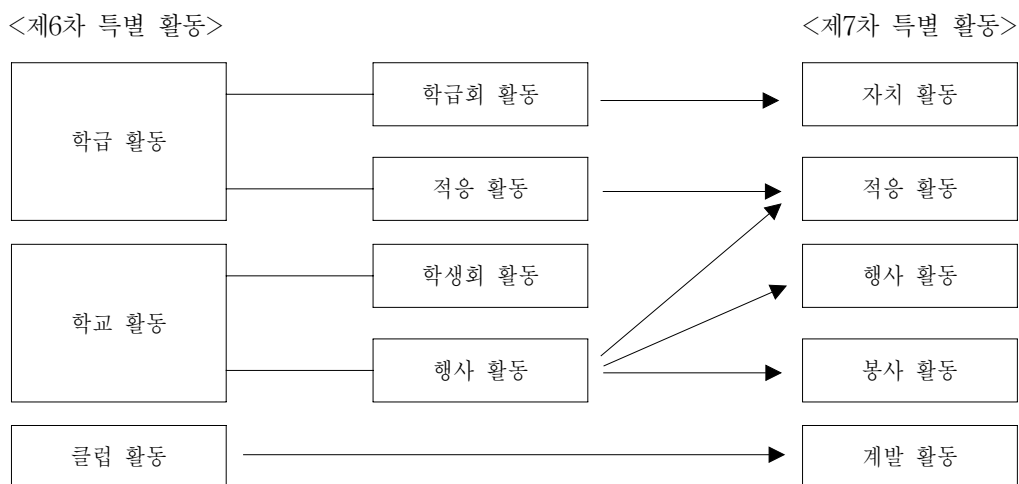 <제6차 특별 활동>
<제7차 특별 활동>
학급 활동
학급회 활동
자치 활동
적응 활동
적응 활동
학교 활동
학생회 활동
행사 활동
행사 활동
봉사 활동
클럽 활동
계발 활동